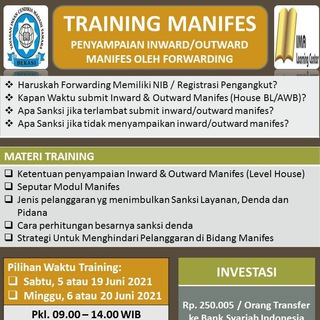 TRAINING MANIFES
PENYAMPAIAN INWARD/OUTWARD
MANIFES OLEH FORWARDING
BEKASI
LIMA
Learning Center
Haruskah Forwarding Memiliki NIB / Registrasi Pengangkut?
Kapan Waktu submit Inward & Outward Manifes (House BL/AWB)?
Apa Sanksi jika terlambat submit inward/outward manifes?
Apa Sanksi jika tidak menyampaikan inward/outward manifes?
MATERI TRAINING
Ketentuan penyampaian Inward & Outward Manifes (Level House)
Seputar Modul Manifes
Jenis pelanggaran yg menimbulkan Sanksi Layanan, Denda dan
Pidana
Cara perhitungan besarnya sanksi denda
Strategi Untuk Menghindari Pelanggaran di Bidang Manifes
Pilihan Waktu Training:
Sabtu, 5 atau 19 Juni 2021
Minggu, 6 atau 20 Juni 2021
Pkl. 09.00 – 14.00 WIB
INVESTASI
Rp. 250.005 / Orang Transfer
ke Bank Syariah Indonesia